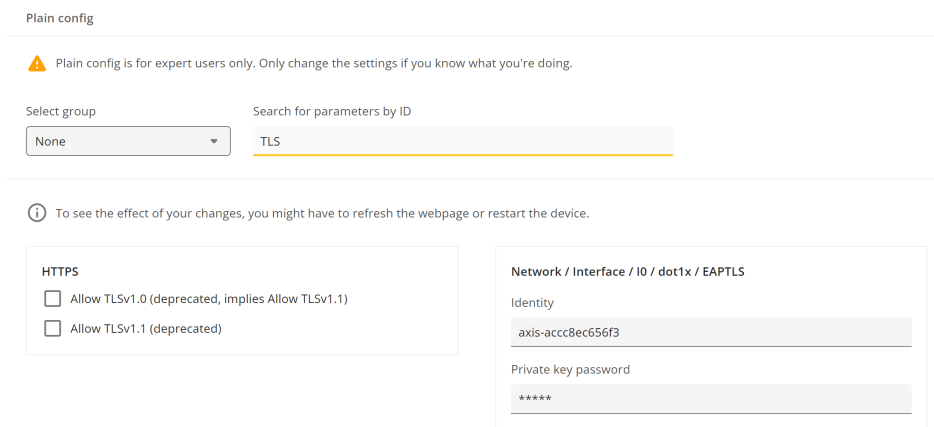 Plain config
Plain config is for expert users only. Only change the settings if you know what you're doing.
Select group
None
Search for parameters by ID
TLS
To see the effect of your changes, you might have to refresh the webpage or restart the device.
HTTPS
Allow TLSv1.0 (deprecated, implies Allow TLSv1.1)
Allow TLSv1.1 (deprecated)
Network / Interface / I0 / dot1x / EAPTLS
Identity
axis-accc8ec656f3
Private key password
*****